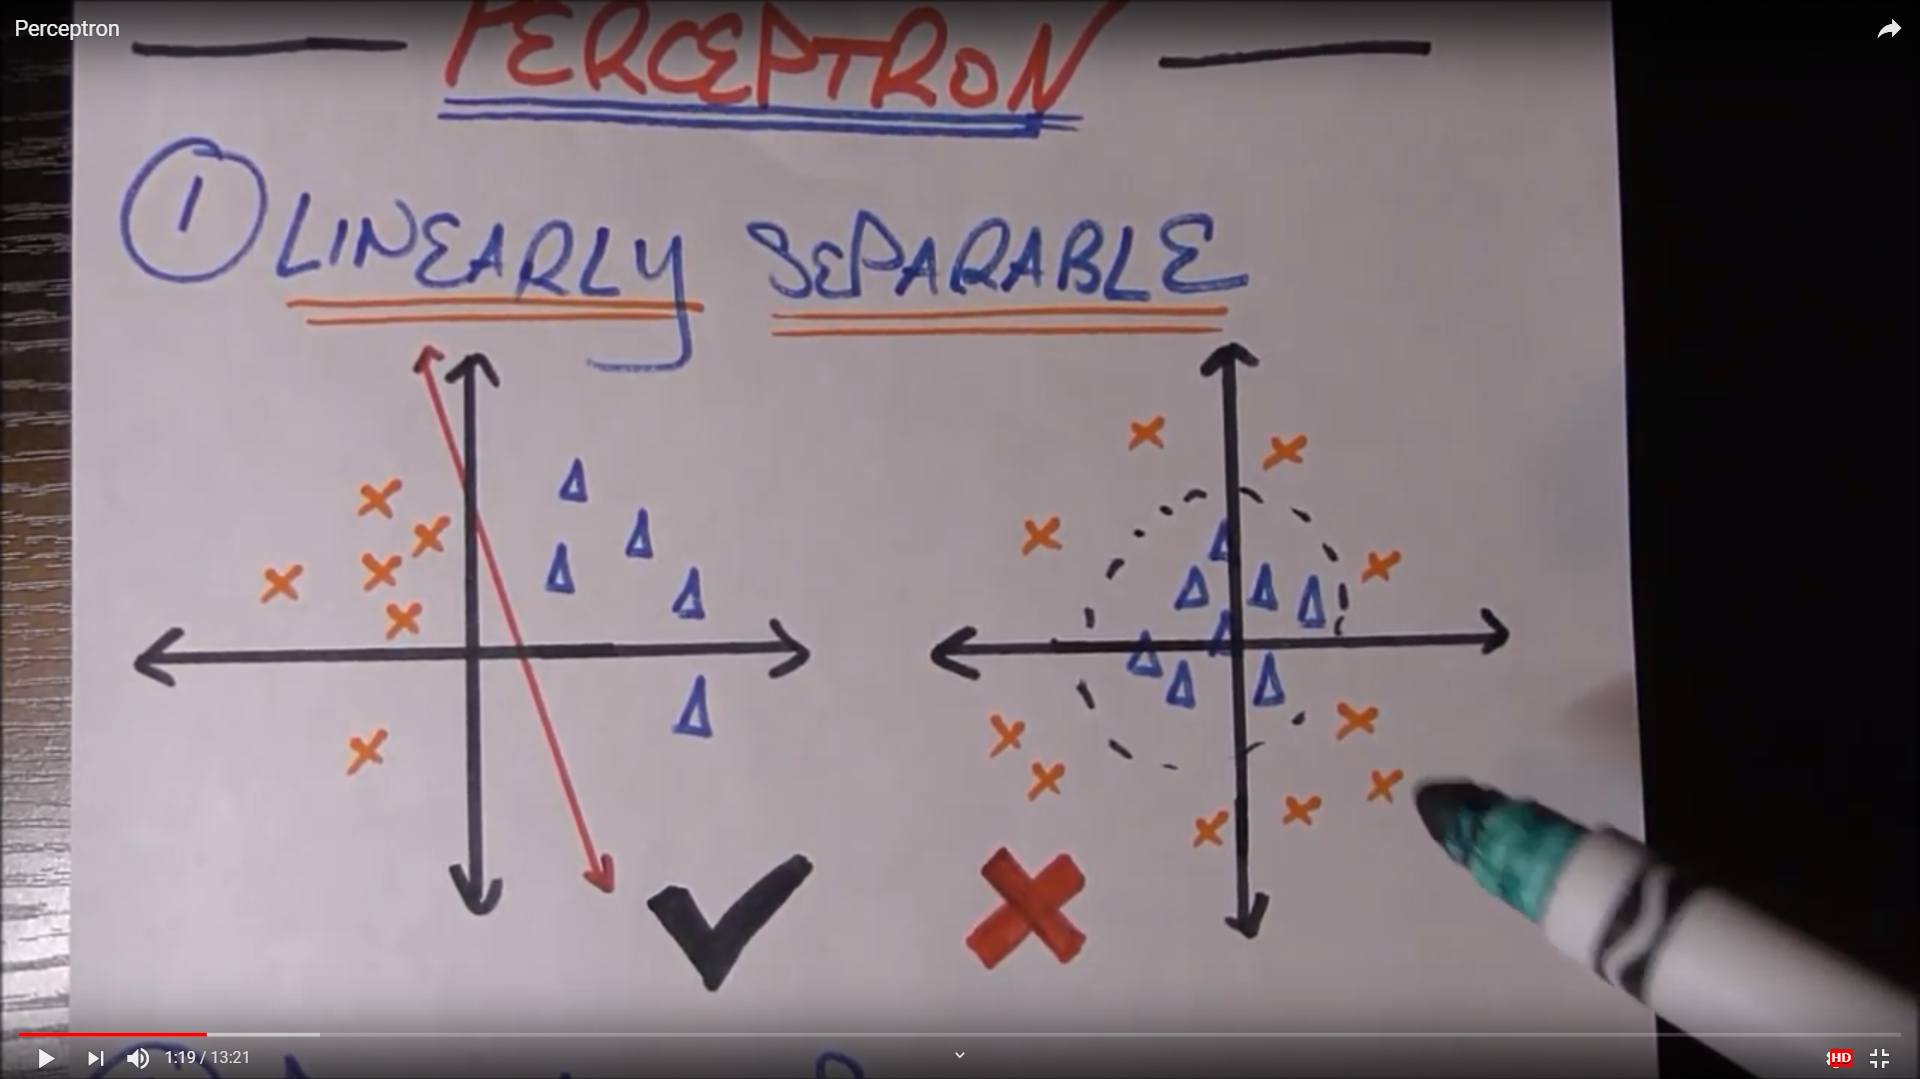 Perceptron
PERCEPTRON
1 LINEARLY SEPARABLE
1:19 / 13:21
HD